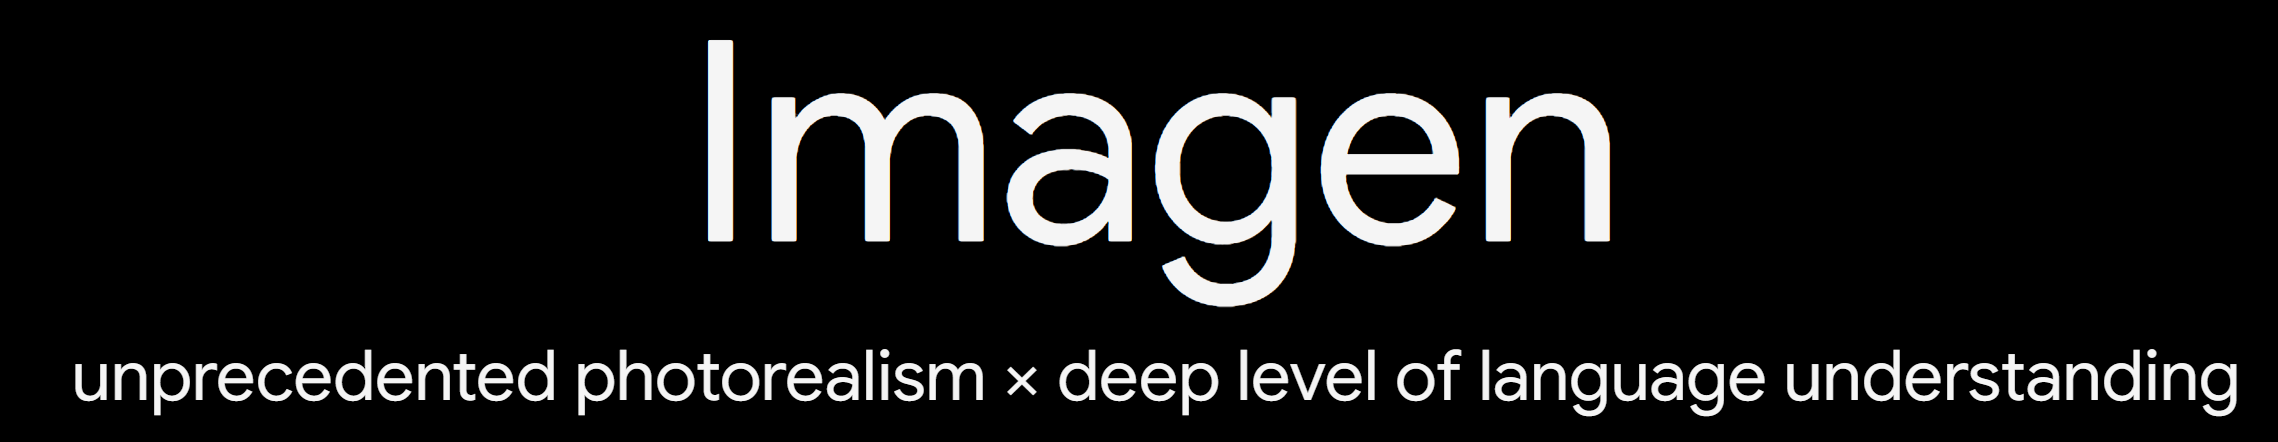 Imagen
unprecedented photorealism × deep level of language understanding